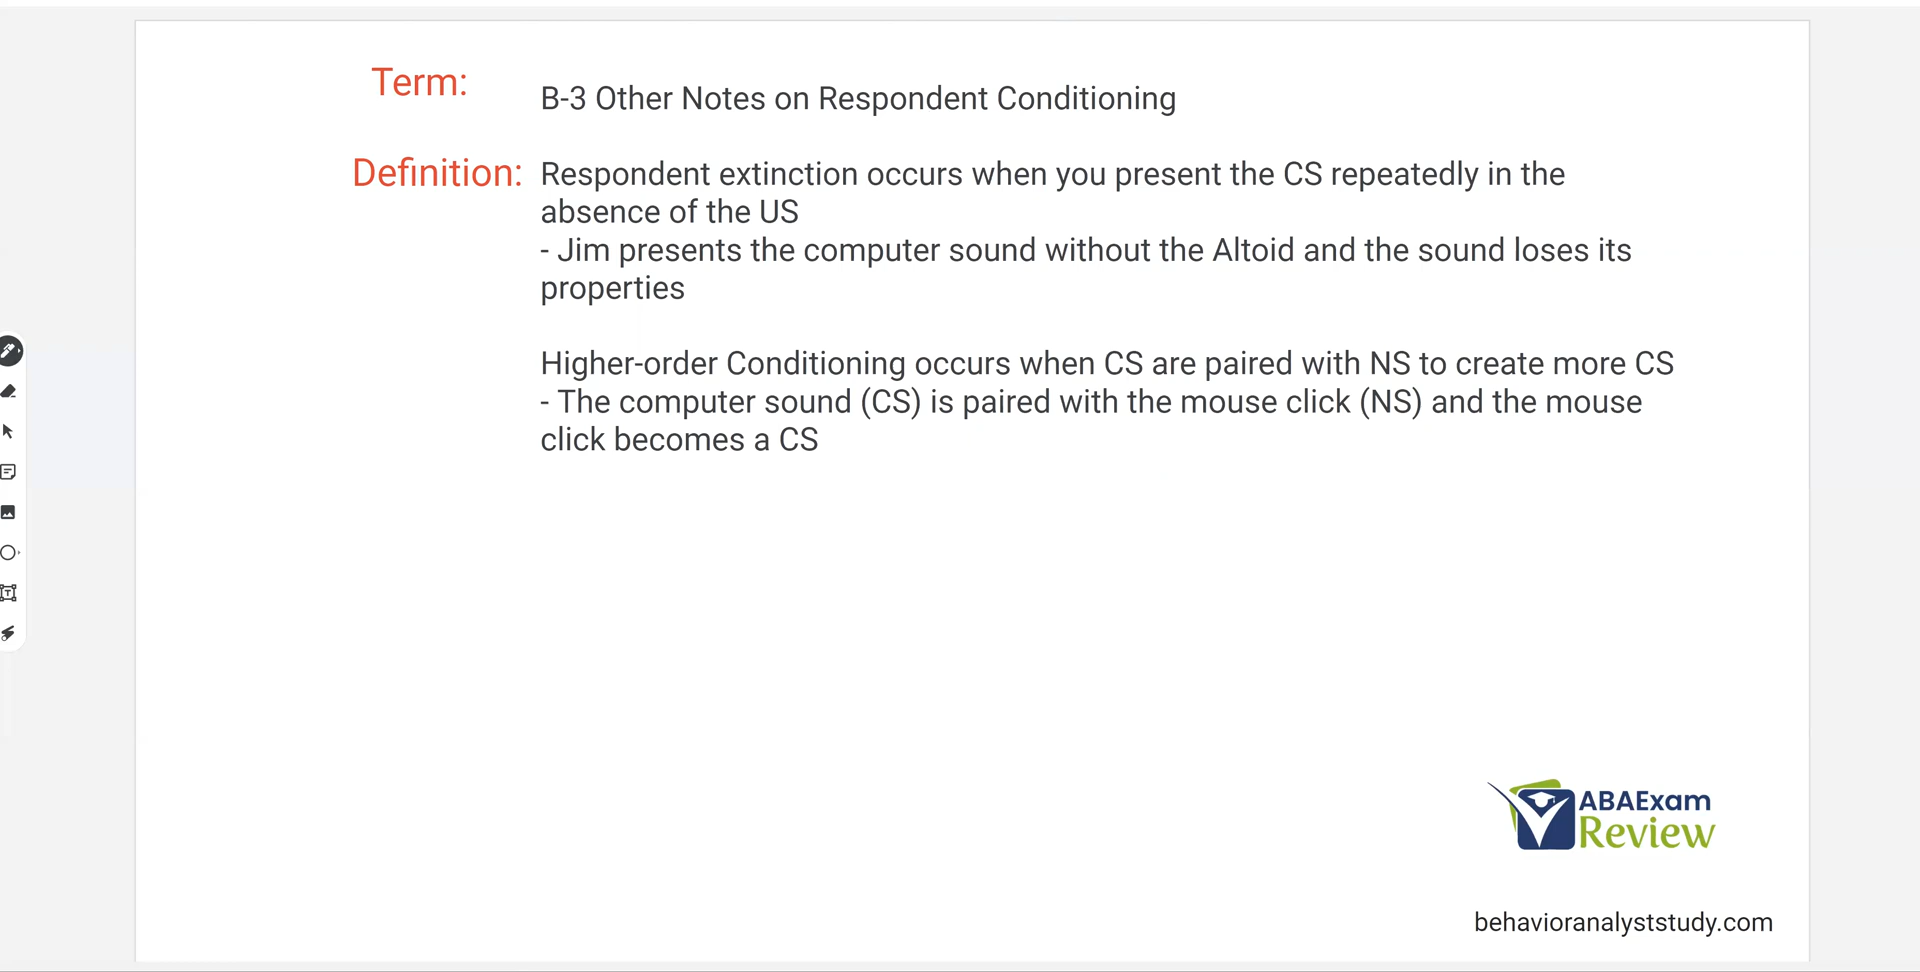 Term:
B-3 Other Notes on Respondent Conditioning
Definition:
Respondent extinction occurs when you present the CS repeatedly in the
absence of the US
- Jim presents the computer sound without the Altoid and the sound loses its
properties
Higher-order Conditioning occurs when CS are paired with NS to create more CS
- The computer sound (CS) is paired with the mouse click (NS) and the mouse
click becomes a CS
ABAExam
Review
behavioranalyststudy.com